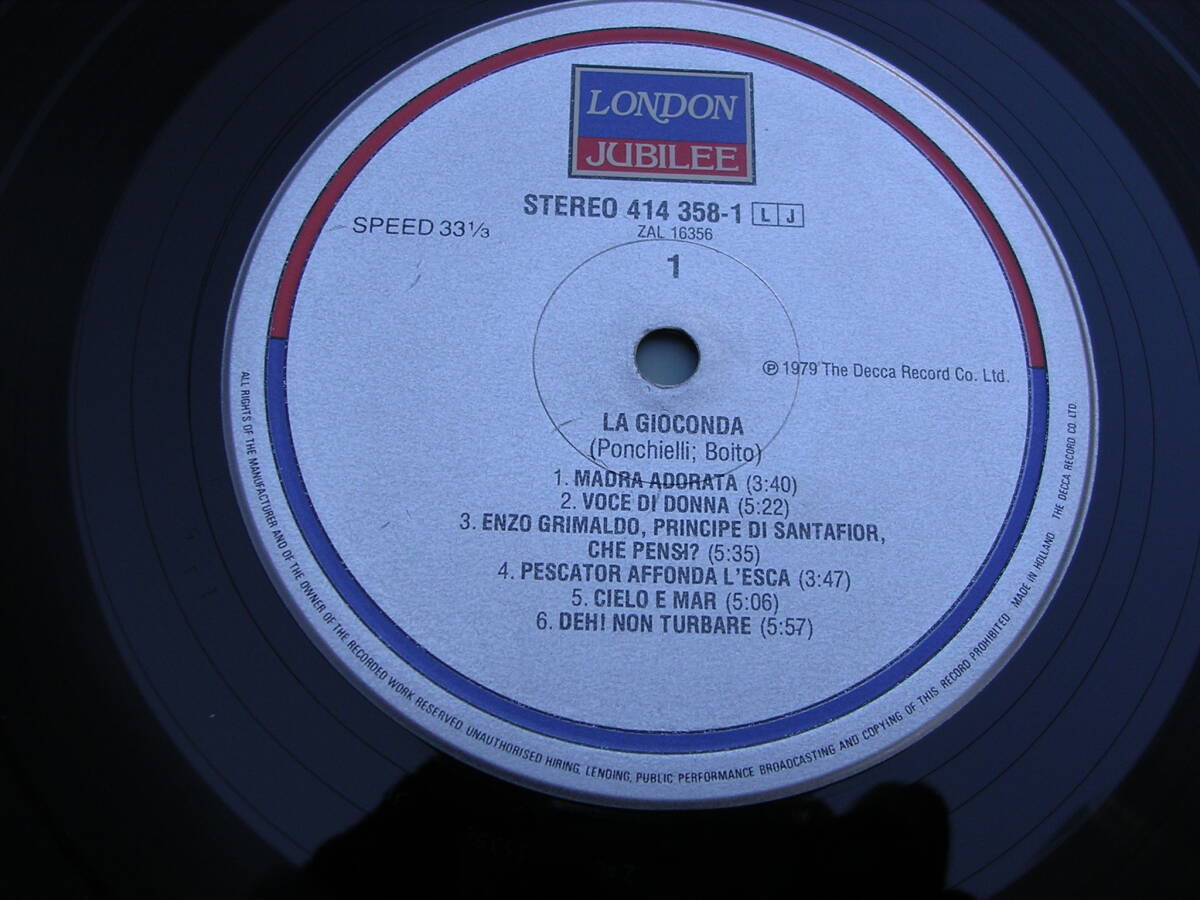 LONDON
JUBILEE
STEREO 414 358-1 L J
ZAL 16356
SPEED 33⅓
1
℗ 1979 The Decca Record Co. Ltd.
LA GIOCONDA
(Ponchielli; Boito)
1. MADRA ADORATA (3:40)
2. VOCE DI DONNA (5:22)
3. ENZO GRIMALDO, PRINCIPE DI SANTAFIOR,
CHE PENSI? (5:35)
4. PESCATOR AFFONDA L'ESCA (3:47)
5. CIELO E MAR (5:06)
6. DEH! NON TURBARE (5:57)
ALL RIGHTS OF THE MANUFACTURER AND OF THE OWNER OF THE RECORDED WORK RESERVED UNAUTHORISED HIRING, LENDING, PUBLIC PERFORMANCE BROADCASTING AND COPYING OF THIS RECORD PROHIBITED. MADE IN HOLLAND THE DECCA RECORD CO. LTD.